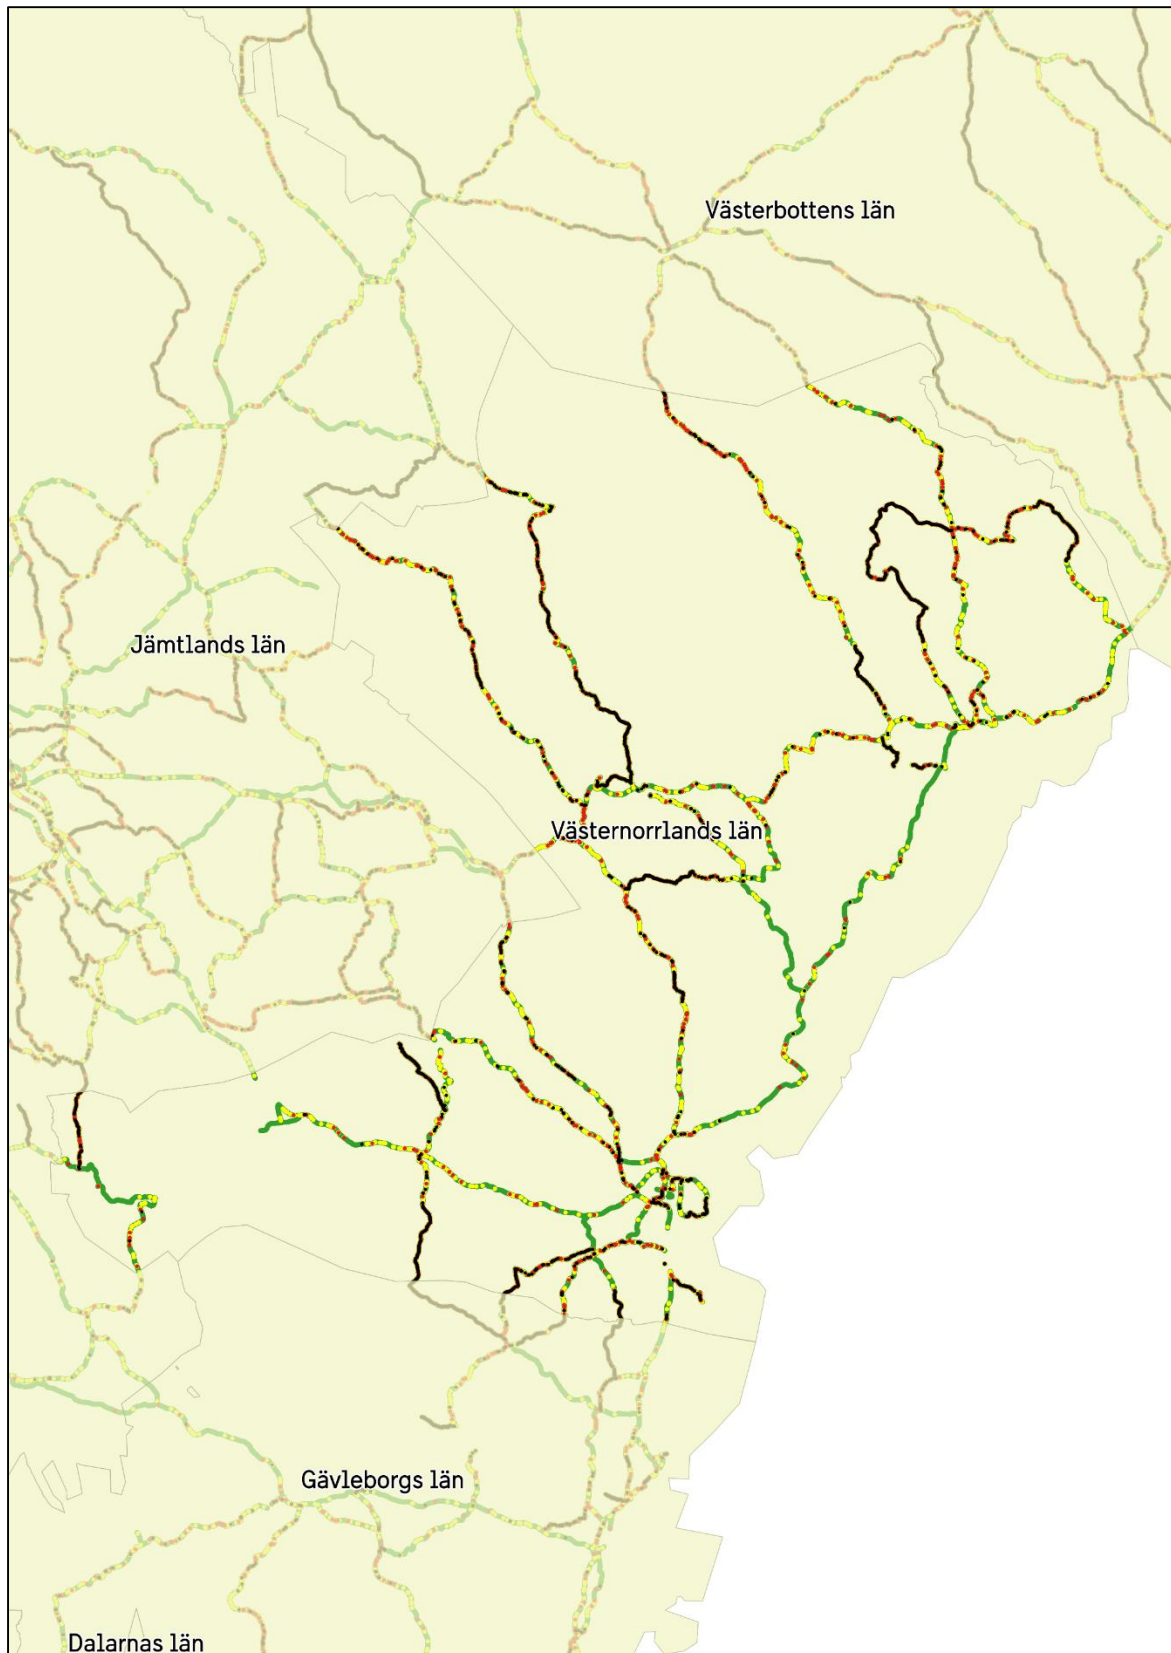 Västerbottens län
Jämtlands län
Västernorrlands län
Gävleborgs län
Dalarnas län